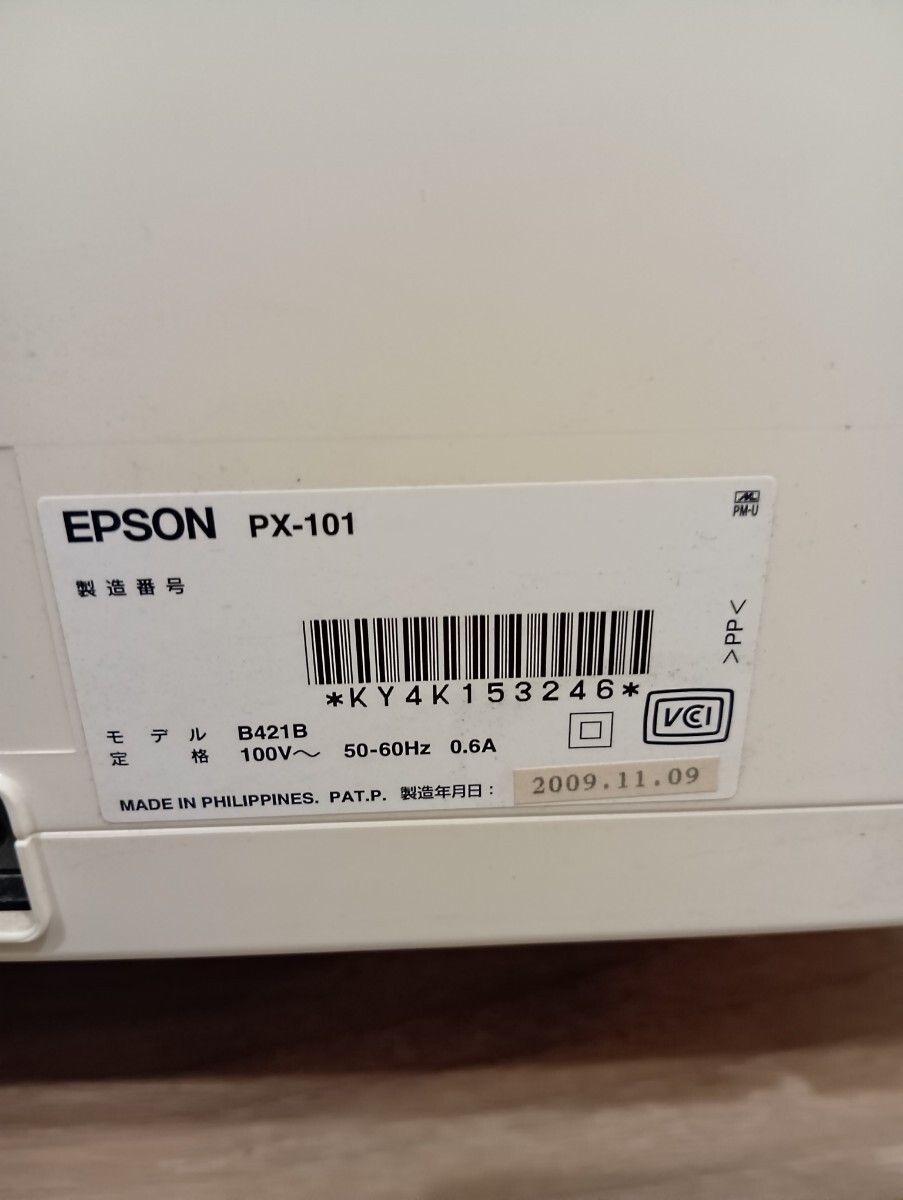 EPSON PX-101
PM-U
製造番号
>PP<
*KY4K153246*
モデル B421B
定格 100V～ 50-60Hz 0.6A
VCCI
MADE IN PHILIPPINES. PAT.P. 製造年月日： 2009.11.09